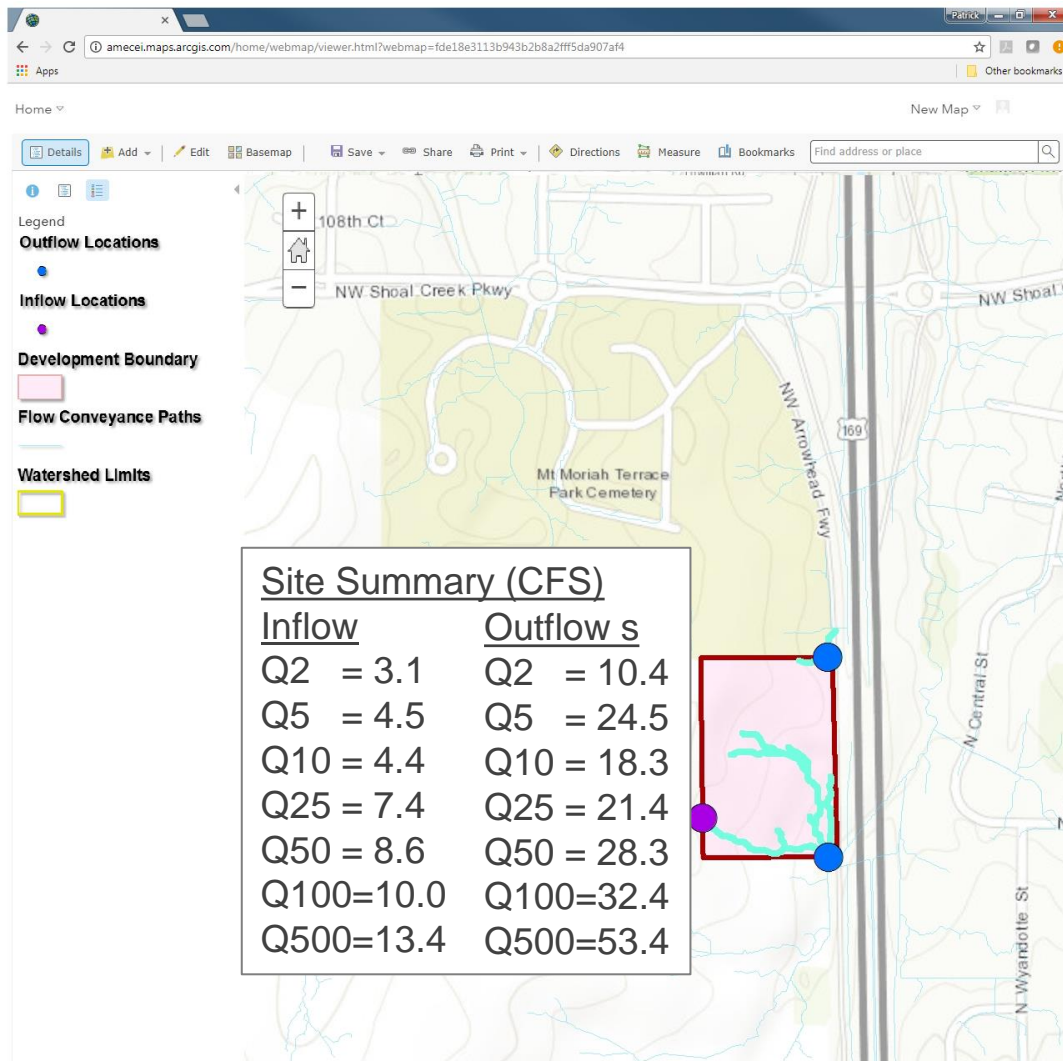 Patrick
amecei.maps.arcgis.com/home/webmap/viewer.html?webmap=fde18e3113b943b2b8a2fff5da907af4
Apps
Other bookmarks
Home
New Map
Details
Add
Edit
Basemap
Save
Share
Print
Directions
Measure
Bookmarks
Find address or place
Legend
Outflow Locations
Inflow Locations
Development Boundary
Flow Conveyance Paths
Watershed Limits
108th Ct
NW Shoal Creek Pkwy
NW Shoal
NW Arrowhead Fwy
169
Mt Moriah Terrace
Park Cemetery
N Central St
N Wyandotte St
Site Summary (CFS)
Inflow Outflow s
Q2 = 3.1 Q2 = 10.4
Q5 = 4.5 Q5 = 24.5
Q10 = 4.4 Q10 = 18.3
Q25 = 7.4 Q25 = 21.4
Q50 = 8.6 Q50 = 28.3
Q100=10.0 Q100=32.4
Q500=13.4 Q500=53.4